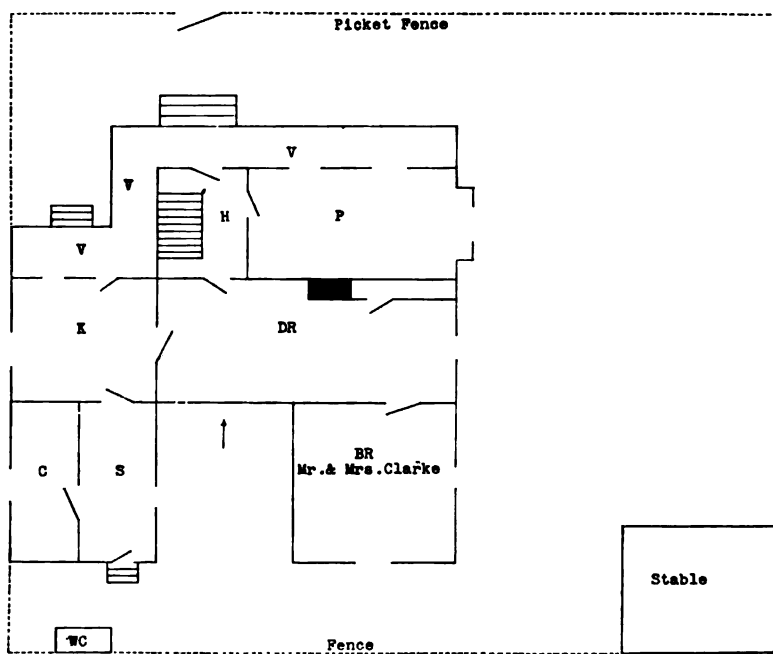 Picket Fence
V
V
H
P
V
K
DR
C
S
BR
Mr.& Mrs.Clarke
Stable
WC
Fence